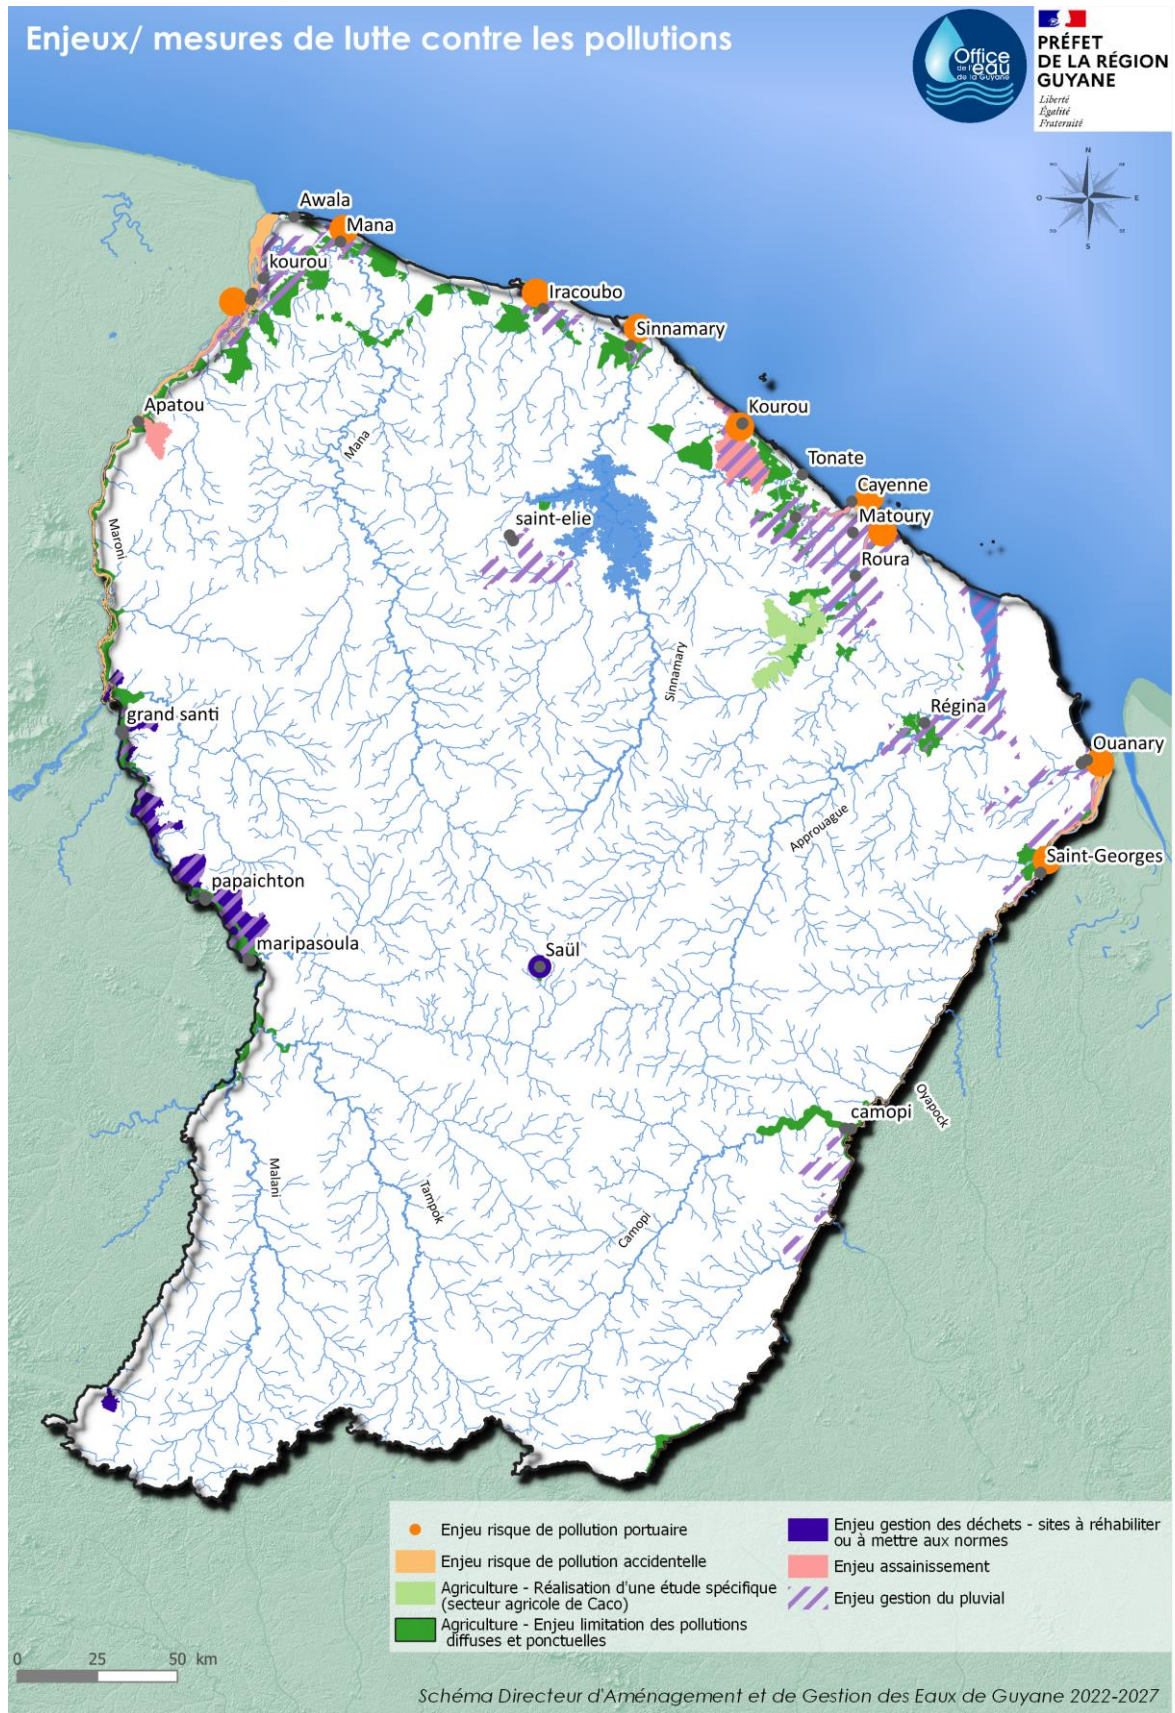 Enjeux/ mesures de lutte contre les pollutions
Office
de l'eau
de la Guyane
PRÉFET
DE LA RÉGION
GUYANE
Liberté
Égalité
Fraternité
N
NO
NE
O
E
SO
SE
S
Awala
Mana
kourou
Iracoubo
Sinnamary
Apatou
Kourou
Mana
Tonate
Cayenne
saint-elie
Matoury
Maroni
Roura
Sinnamary
grand santi
Régina
Ouanary
Approuague
Saint-Georges
papaichton
maripasoula
Saül
camopi
Oyapock
Malani
Tampok
Camopi
Enjeu risque de pollution portuaire
Enjeu risque de pollution accidentelle
Agriculture - Réalisation d'une étude spécifique
(secteur agricole de Caco)
Agriculture - Enjeu limitation des pollutions
diffuses et ponctuelles
Enjeu gestion des déchets - sites à réhabiliter
ou à mettre aux normes
Enjeu assainissement
Enjeu gestion du pluvial
0 25 50 km
Schéma Directeur d'Aménagement et de Gestion des Eaux de Guyane 2022-2027